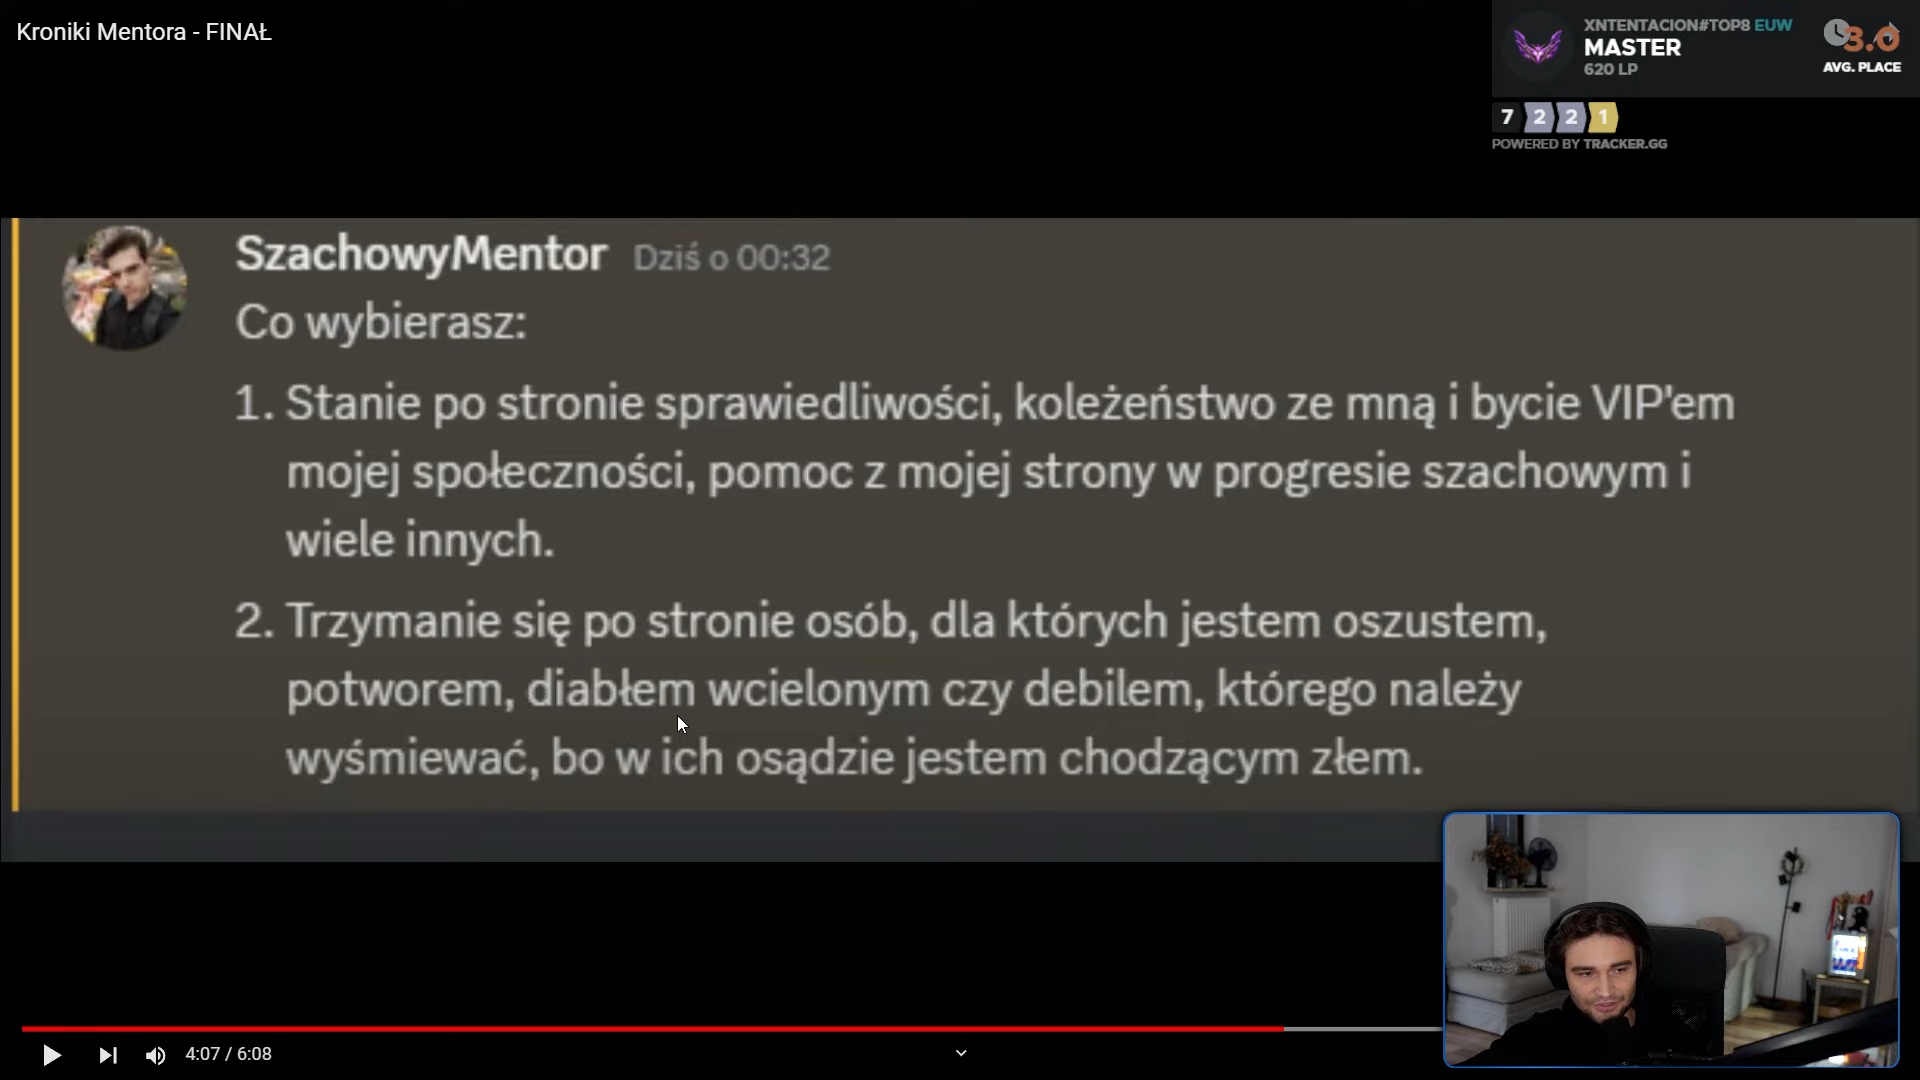 Kroniki Mentora - FINAŁ
XNTENTACION#TOP8 EUW
MASTER
620 LP
3.0
AVG. PLACE
7 2 2 1
POWERED BY TRACKER.GG
SzachowyMentor Dziś o 00:32
Co wybierasz:
1. Stanie po stronie sprawiedliwości, koleżeństwo ze mną i bycie VIP'em
mojej społeczności, pomoc z mojej strony w progresie szachowym i
wiele innych.
2. Trzymanie się po stronie osób, dla których jestem oszustem,
potworem, diabłem wcielonym czy debilem, którego należy
wyśmiewać, bo w ich osądzie jestem chodzącym złem.
4:07 / 6:08